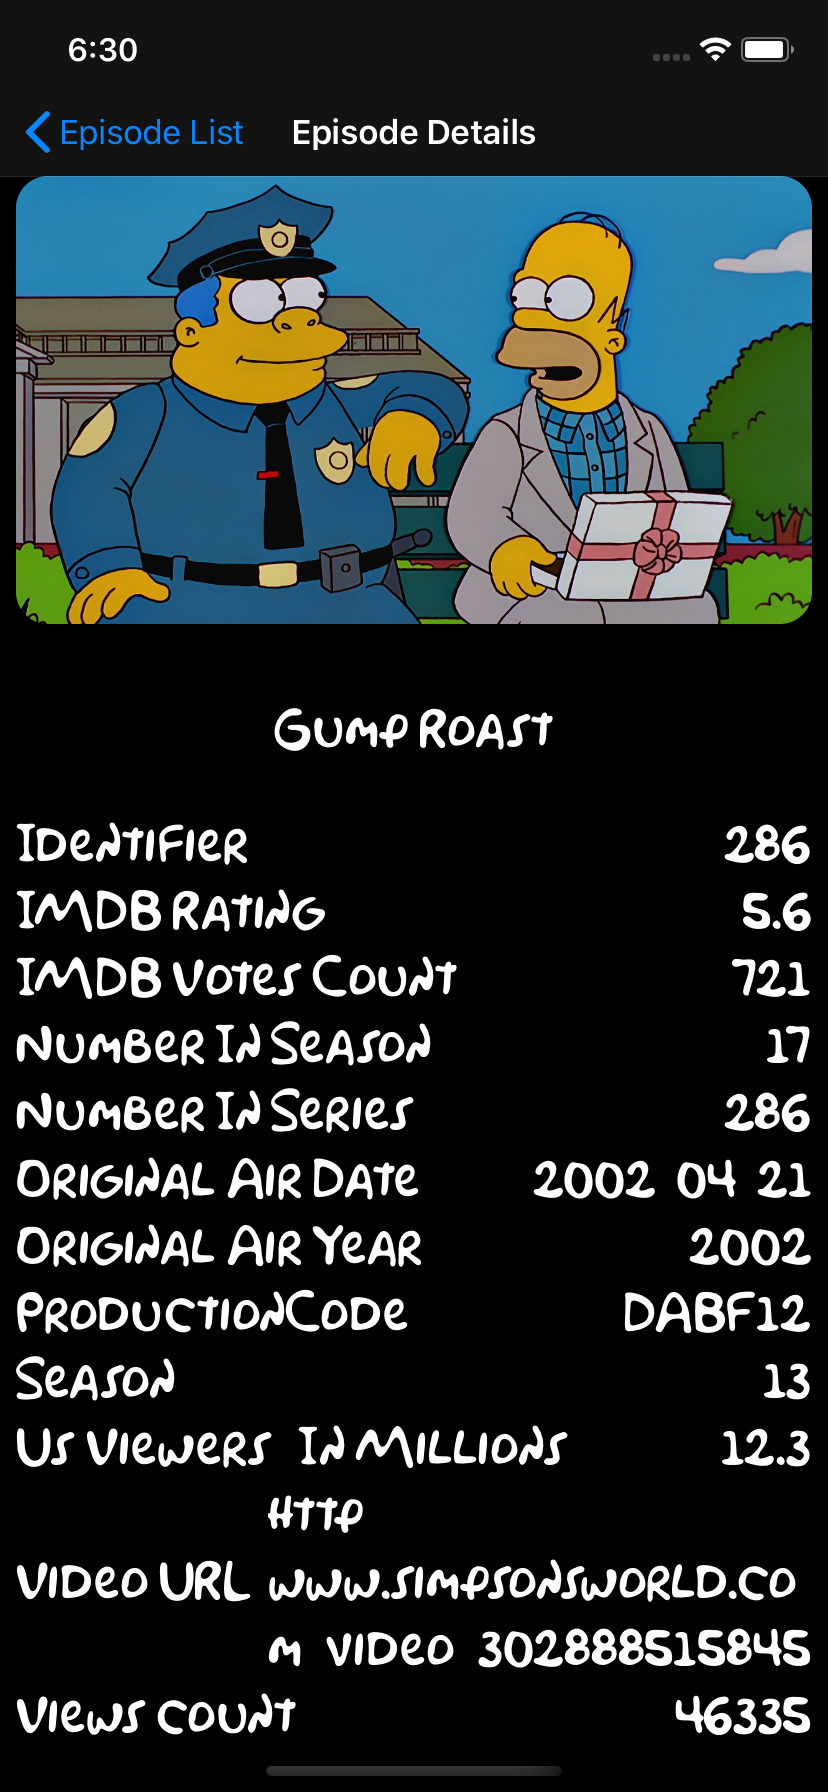 6:30
Episode List Episode Details
Gump Roast
Identifier 286
IMDB Rating 5.6
IMDB Votes Count 721
Number In Season 17
Number In Series 286
Original Air Date 2002 04 21
Original Air Year 2002
ProductionCode DABF12
Season 13
Us Viewers In Millions 12.3
Http
Video URL www.simpsonsworld.co
m video 302888515845
Views Count 46335